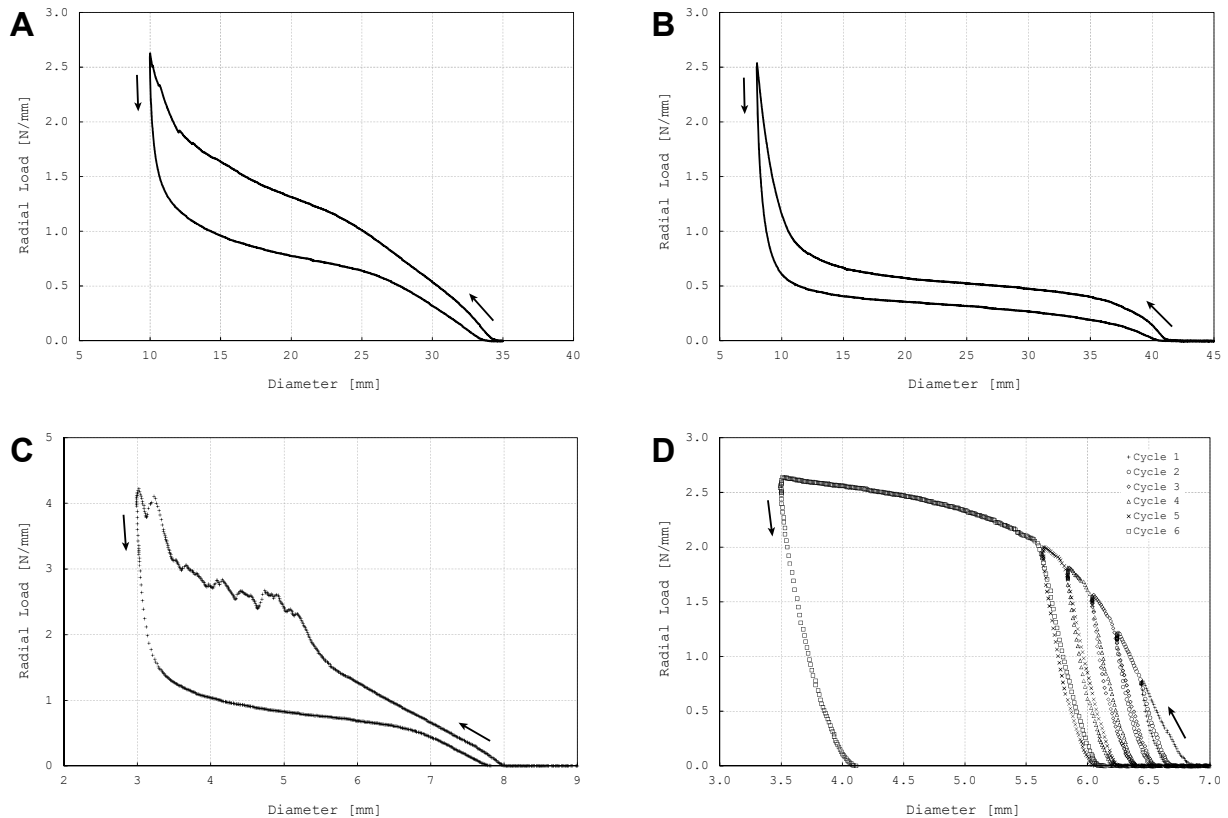 A
3.0
2.5
2.0
1.5
1.0
0.5
0.0
Radial Load [N/mm]
5 10 15 20 25 30 35 40
Diameter [mm]
B
3.0
2.5
2.0
1.5
1.0
0.5
0.0
Radial Load [N/mm]
5 10 15 20 25 30 35 40 45
Diameter [mm]
C
5
4
3
2
1
0
Radial Load [N/mm]
2 3 4 5 6 7 8 9
Diameter [mm]
D
3.0
2.5
2.0
1.5
1.0
0.5
0.0
Radial Load [N/mm]
Cycle 1
Cycle 2
Cycle 3
Cycle 4
Cycle 5
Cycle 6
3.0 3.5 4.0 4.5 5.0 5.5 6.0 6.5 7.0
Diameter [mm]